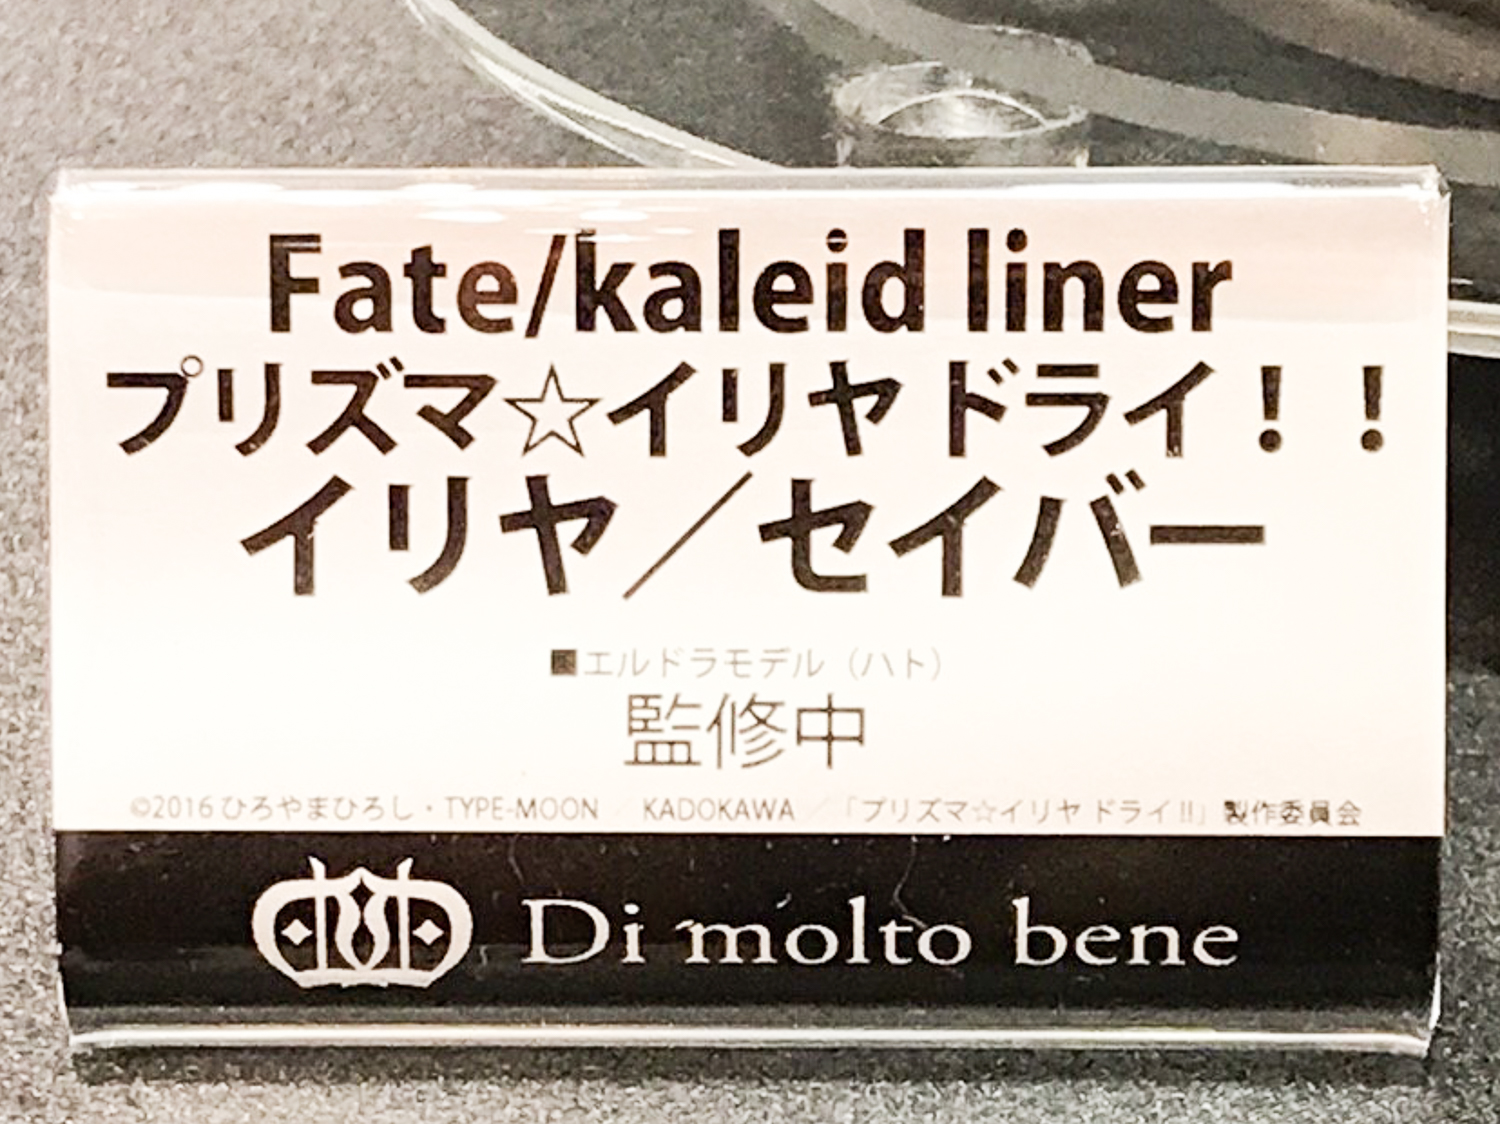 Fate/kaleid liner
プリズマ☆イリヤ ドライ！！
イリヤ／セイバー
■エルドラモデル（ハト）
監修中
©2016 ひろやまひろし・TYPE-MOON ／ KADOKAWA ／「プリズマ☆イリヤ ドライ!!」製作委員会
Di molto bene